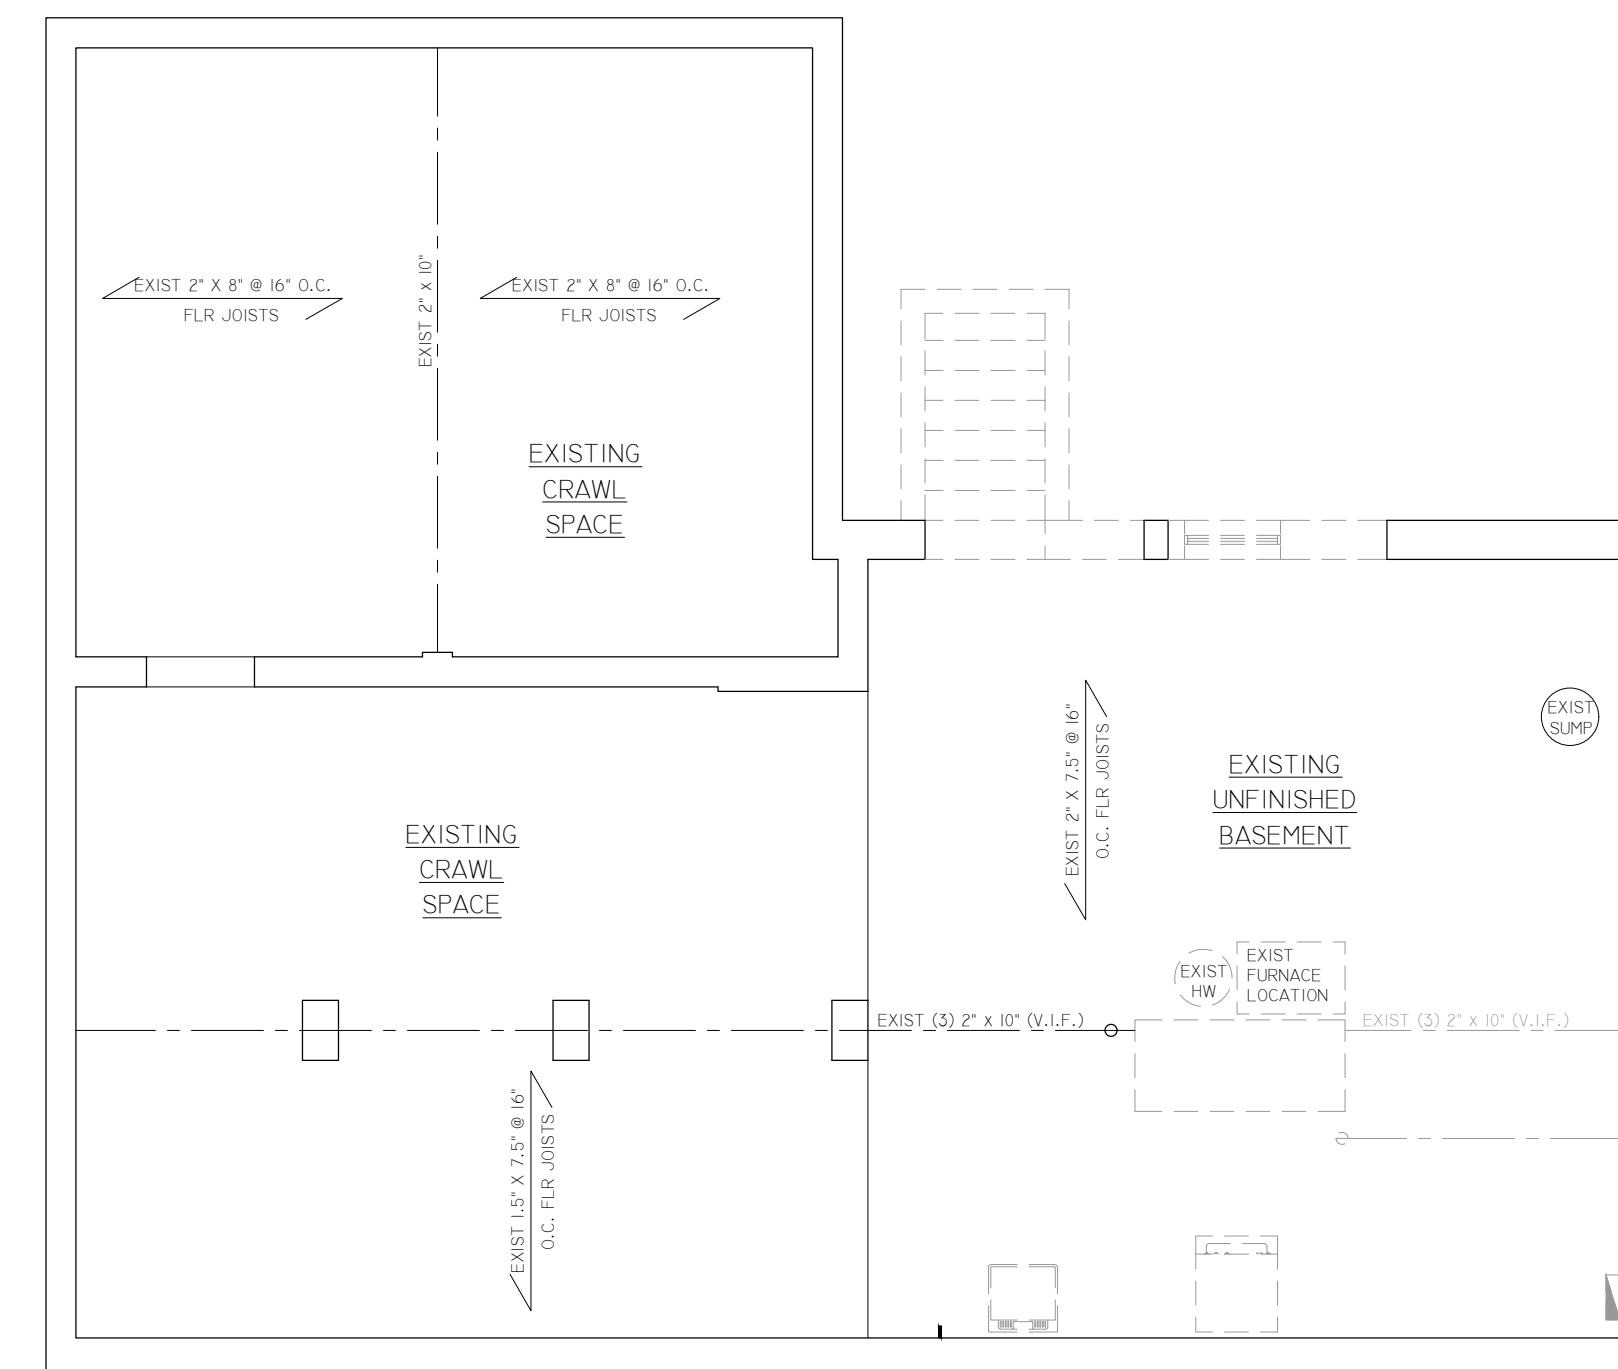 EXIST 2" X 8" @ 16" O.C.
FLR JOISTS
EXIST 2" x 10"
EXIST 2" X 8" @ 16" O.C.
FLR JOISTS
EXISTING
CRAWL
SPACE
EXIST 2" X 7.5" @ 16"
O.C. FLR JOISTS
EXIST
SUMP
EXISTING
UNFINISHED
BASEMENT
EXISTING
CRAWL
SPACE
EXIST
HW
EXIST
FURNACE
LOCATION
EXIST (3) 2" x 10" (V.I.F.)
EXIST (3) 2" x 10" (V.I.F.)
EXIST 1.5" X 7.5" @ 16"
O.C. FLR JOISTS